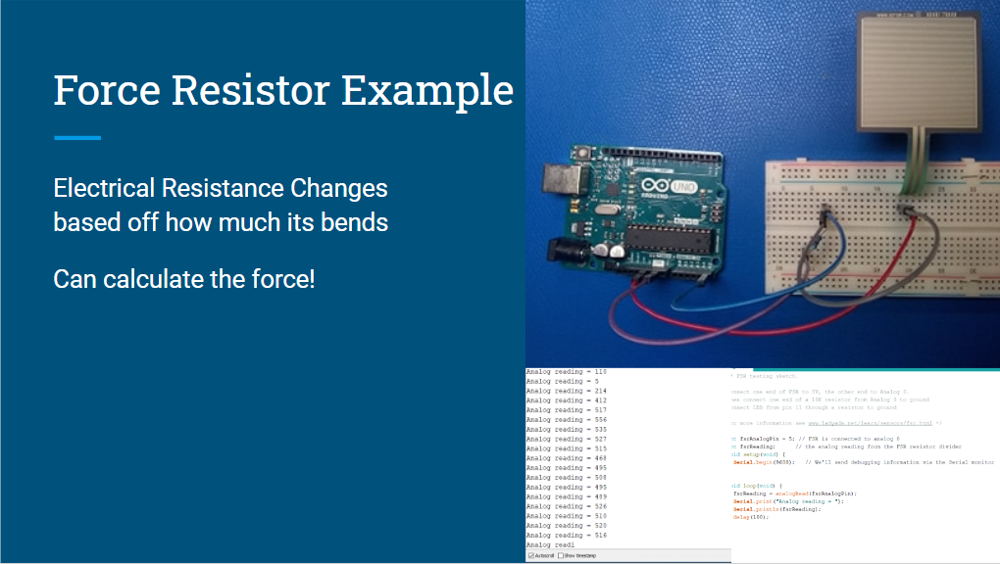 Force Resistor Example
Electrical Resistance Changes
based off how much its bends
Can calculate the force!
UNO
ARDUINO
Analog reading = 110
Analog reading = 5
Analog reading = 214
Analog reading = 412
Analog reading = 517
Analog reading = 556
Analog reading = 535
Analog reading = 527
Analog reading = 515
Analog reading = 468
Analog reading = 495
Analog reading = 508
Analog reading = 495
Analog reading = 489
Analog reading = 526
Analog reading = 510
Analog reading = 520
Analog reading = 516
Analog readi
Autoscroll Show timestamp
FSR testing sketch.
onnect one end of FSR to 5V, the other end to Analog 0.
en connect one end of a 10K resistor from Analog 0 to ground
onnect LED from pin 11 through a resistor to ground
or more information see www.ladyada.net/learn/sensors/fsr.html */
nt fsrAnalogPin = 5; // FSR is connected to analog 0
nt fsrReading; // the analog reading from the FSR resistor divider
oid setup(void) {
Serial.begin(9600); // We'll send debugging information via the Serial monitor
oid loop(void) {
fsrReading = analogRead(fsrAnalogPin);
Serial.print("Analog reading = ");
Serial.println(fsrReading);
delay(100);